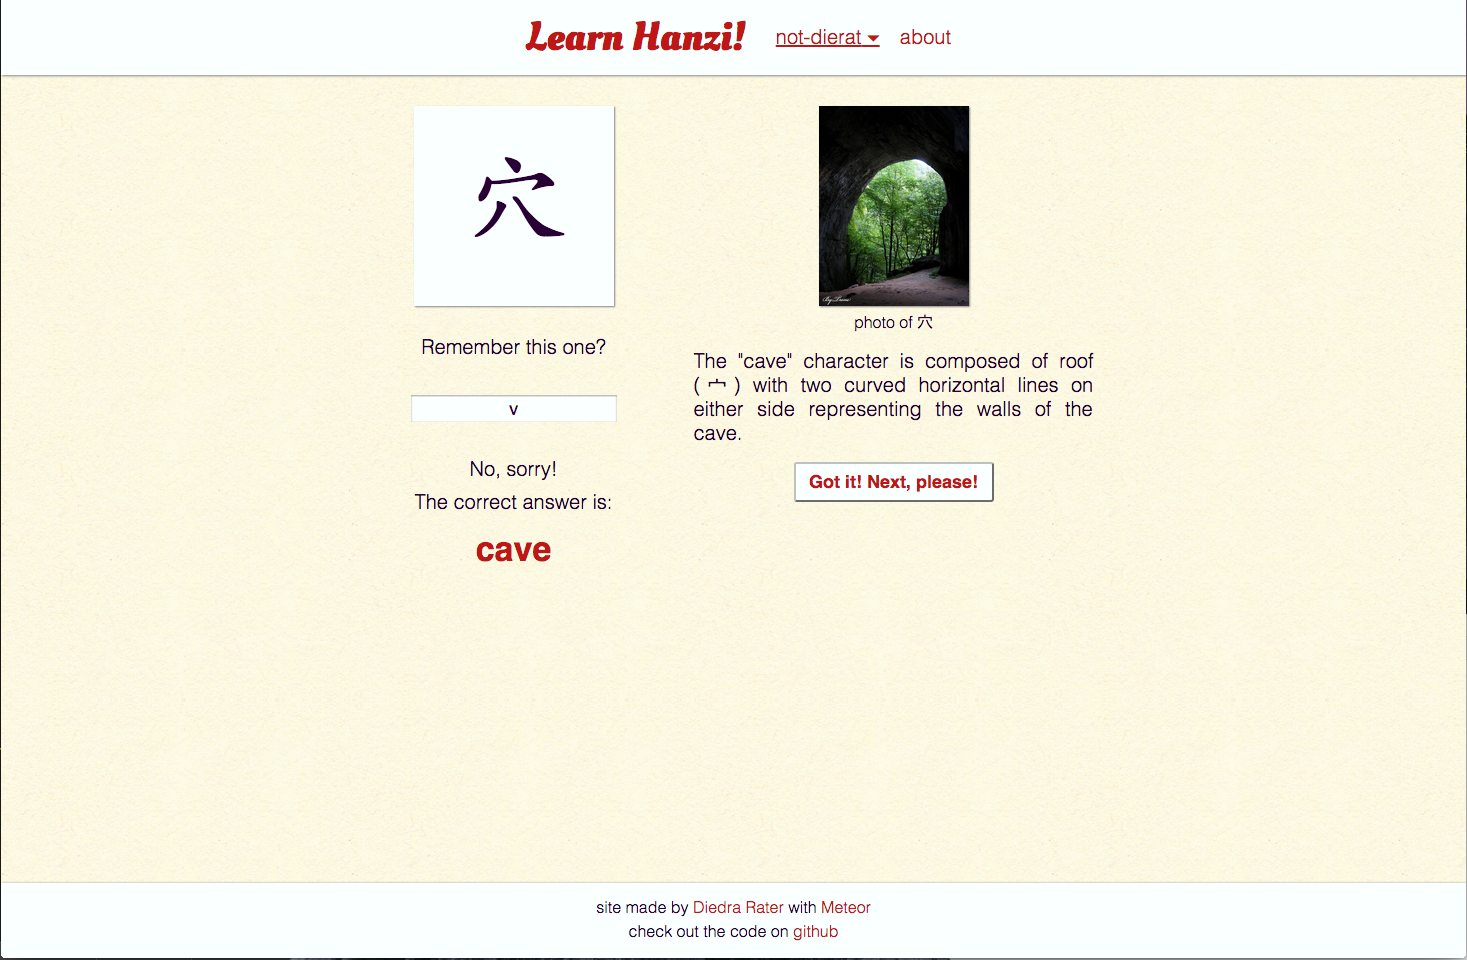 Learn Hanzi!
not-dierat
about
穴
Remember this one?
v
No, sorry!
The correct answer is:
cave
photo of 穴
The "cave" character is composed of roof
(宀) with two curved horizontal lines on
either side representing the walls of the
cave.
Got it! Next, please!
site made by Diedra Rater with Meteor
check out the code on github